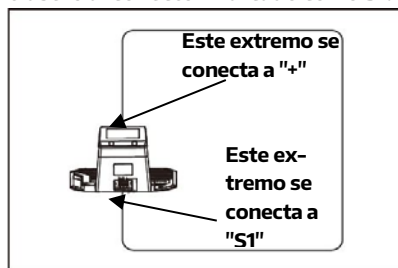 Este extremo se
conecta a "+"
Este ex-
tremo se
conecta a
"S1"